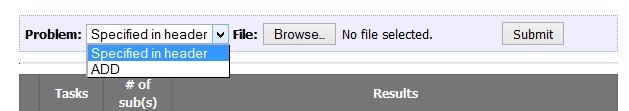 Problem: Specified in header File: Browse… No file selected. Submit
Specified in header
ADD
Tasks # of sub(s) Results